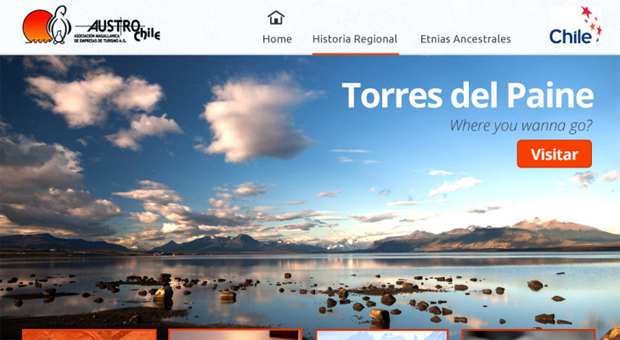 AUSTRO
Chile
ASOCIACION MAGALLANICA
DE EMPRESAS DE TURISMO A.G.
Home
Historia Regional
Etnias Ancestrales
Chile
Torres del Paine
Where you wanna go?
Visitar